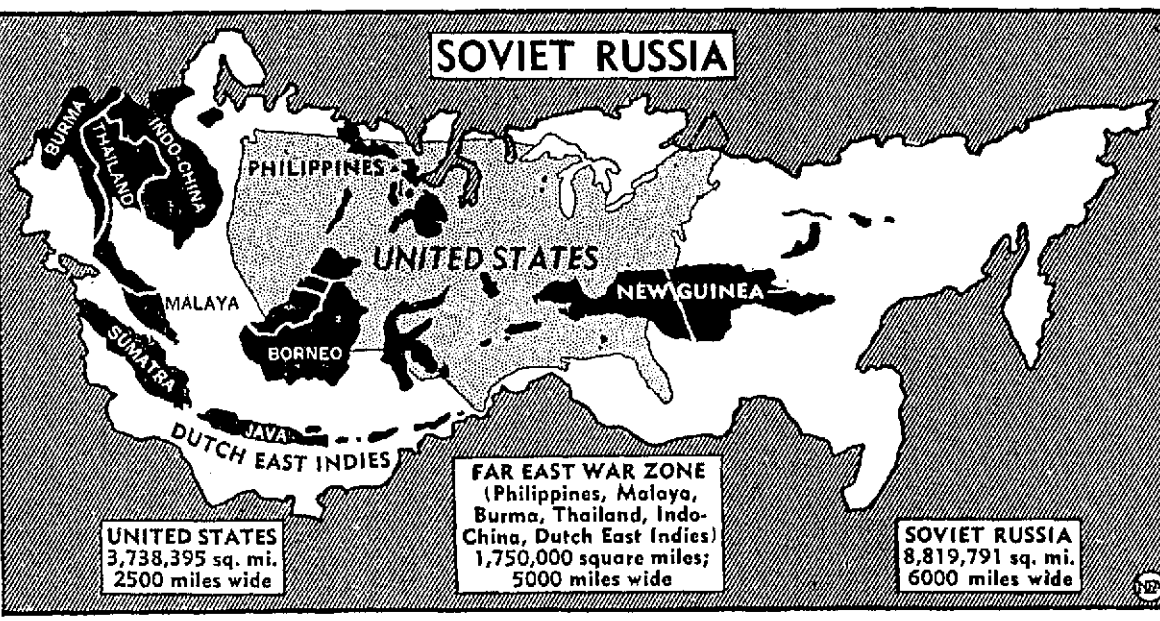 SOVIET RUSSIA
BURMA
THAILAND
INDO-CHINA
PHILIPPINES
UNITED STATES
MALAYA
NEW GUINEA
SUMATRA
BORNEO
JAVA
DUTCH EAST INDIES
UNITED STATES
3,738,395 sq. mi.
2500 miles wide
FAR EAST WAR ZONE
(Philippines, Malaya,
Burma, Thailand, Indo-
China, Dutch East Indies)
1,750,000 square miles;
5000 miles wide
SOVIET RUSSIA
8,819,791 sq. mi.
6000 miles wide